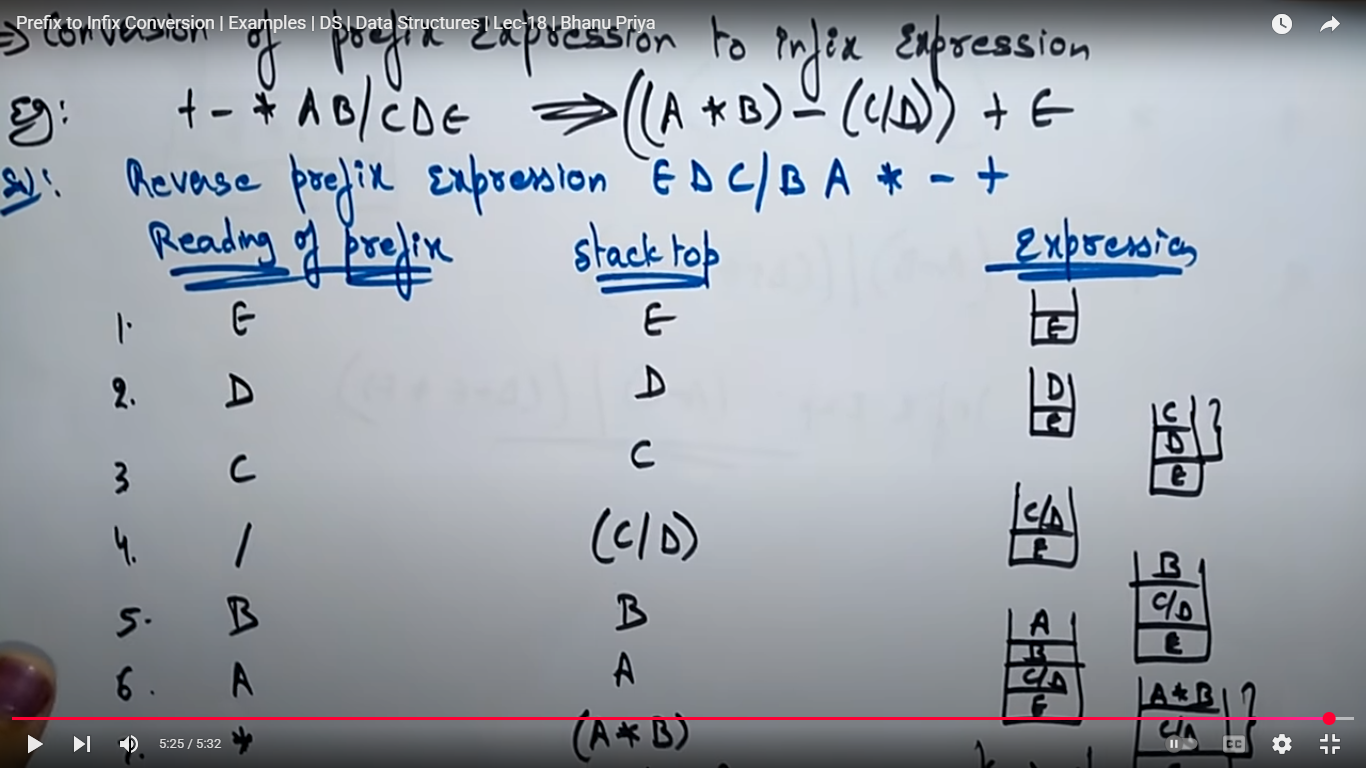 Prefix to Infix Conversion | Examples | DS | Data Structures | Lec-18 | Bhanu Priya
=> Conversion of prefix Expression to infix Expression
Eg: + - * A B / C D E ⇒ ((A * B) - (C/D)) + E
Sol: Reverse prefix Expression E D C / B A * - +
Reading of prefix Stack top Expression
1. E E E
2. D D D E
3 C C C D E
4. / (C/D) C/D E
5. B B B C/D E
6. A A A B C/D E
7. * (A * B) A * B C/D
5:25 / 5:32 CC